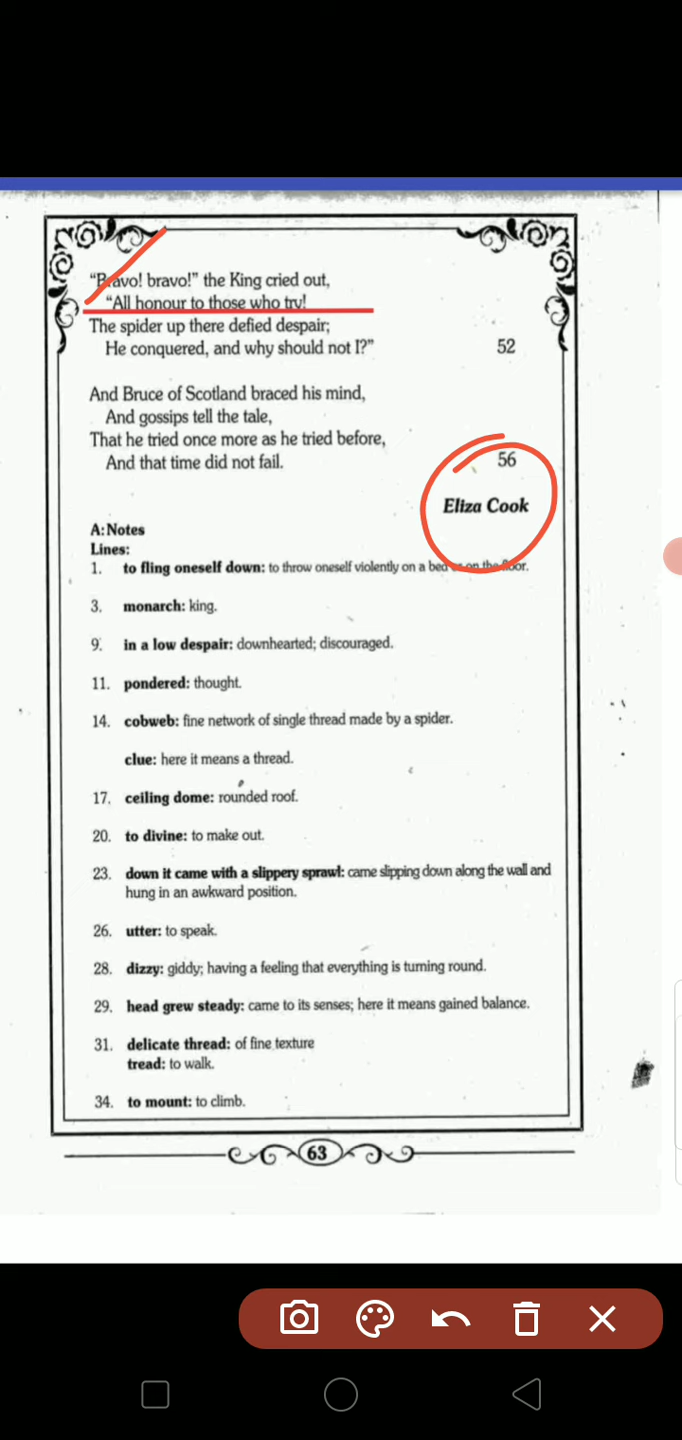 “Bravo! bravo!” the King cried out,
“All honour to those who try!
The spider up there defied despair;
He conquered, and why should not I?” 52
And Bruce of Scotland braced his mind,
And gossips tell the tale,
That he tried once more as he tried before,
And that time did not fail. 56
Eliza Cook
A: Notes
Lines:
1. to fling oneself down: to throw oneself violently on a bed or on the floor.
3. monarch: king.
9. in a low despair: downhearted; discouraged.
11. pondered: thought.
14. cobweb: fine network of single thread made by a spider.
clue: here it means a thread.
17. ceiling dome: rounded roof.
20. to divine: to make out.
23. down it came with a slippery sprawl: came slipping down along the wall and
hung in an awkward position.
26. utter: to speak.
28. dizzy: giddy; having a feeling that everything is turning round.
29. head grew steady: came to its senses; here it means gained balance.
31. delicate thread: of fine texture
tread: to walk.
34. to mount: to climb.
63